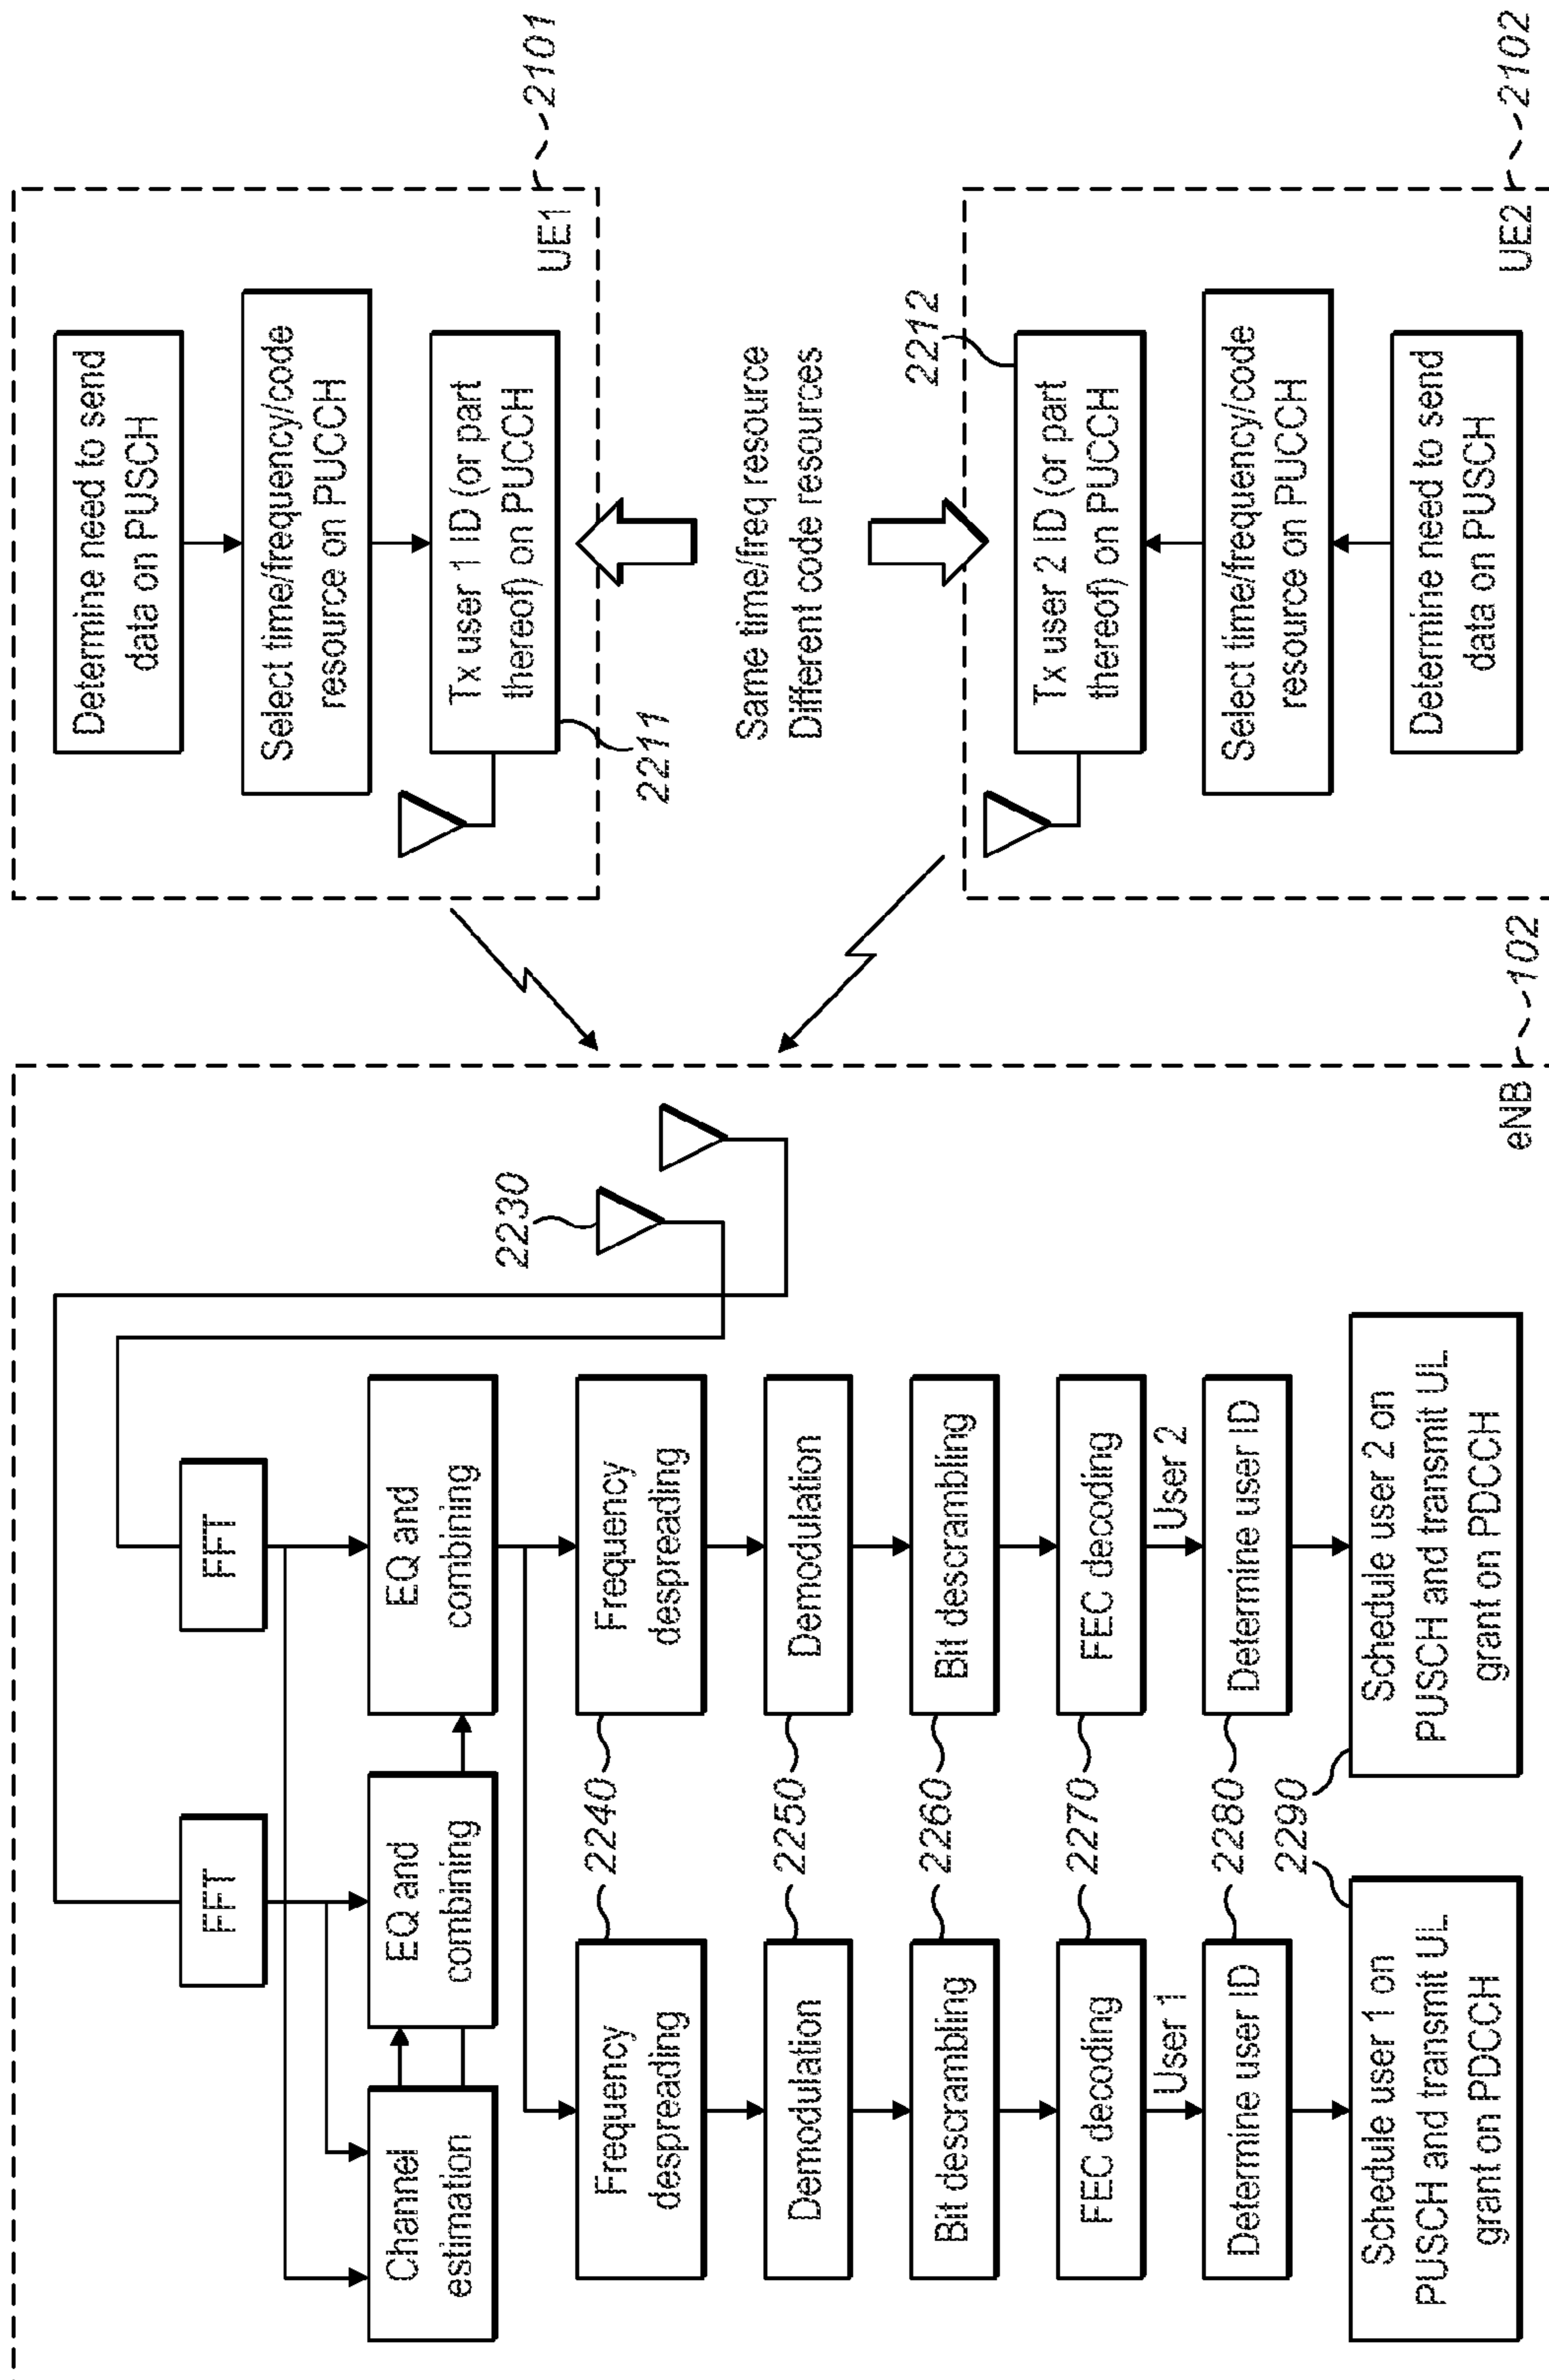 Determine need to send
data on PUSCH
Select time/frequency/code
resource on PUCCH
Tx user 1 ID (or part
thereof) on PUCCH
UE1
2101
2211
Same time/freq resource
Different code resources
2212
Tx user 2 ID (or part
thereof) on PUCCH
Select time/frequency/code
resource on PUCCH
Determine need to send
data on PUSCH
UE2
2102
FFT
FFT
Channel
estimation
EQ and
combining
EQ and
combining
2230
Frequency
despreading
2240
Frequency
despreading
Demodulation
2250
Demodulation
Bit descrambling
2260
Bit descrambling
FEC decoding
2270
FEC decoding
User 1
User 2
Determine user ID
2280
Determine user ID
2290
Schedule user 1 on
PUSCH and transmit UL
grant on PDCCH
Schedule user 2 on
PUSCH and transmit UL
grant on PDCCH
eNB
102